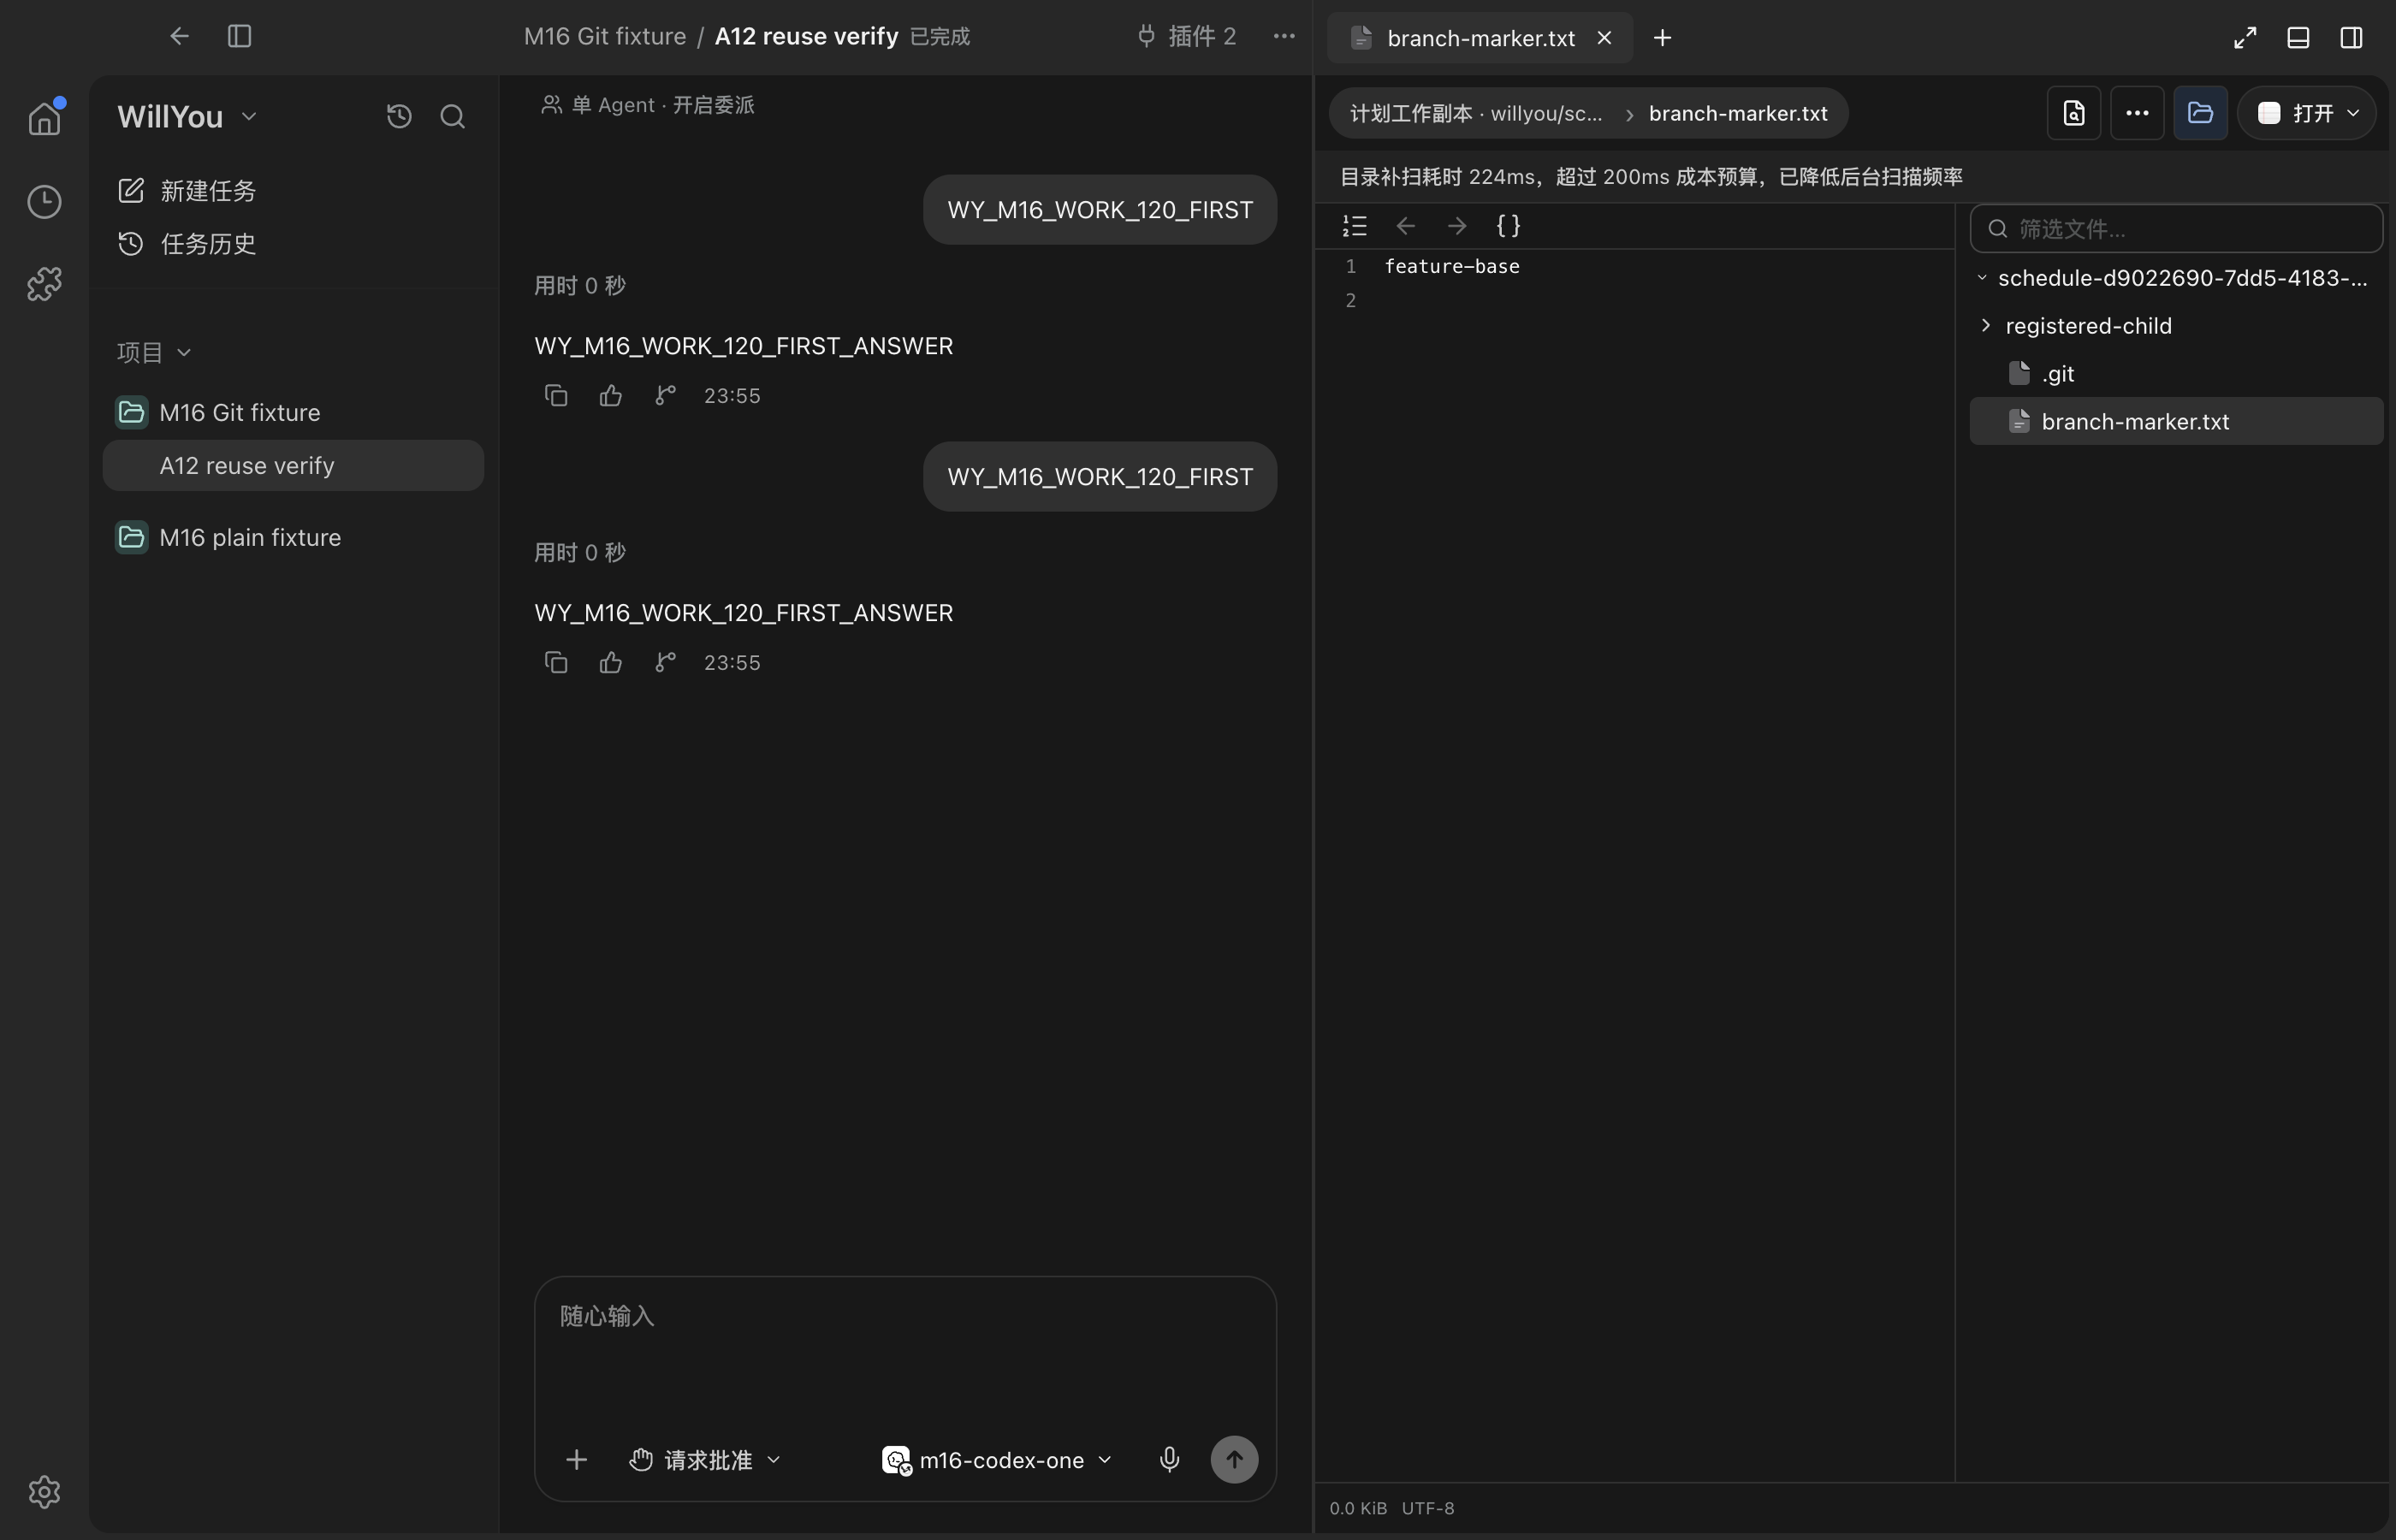 M16 Git fixture / A12 reuse verify 已完成
插件 2
branch-marker.txt
WillYou
新建任务
任务历史
项目
M16 Git fixture
A12 reuse verify
M16 plain fixture
单 Agent · 开启委派
WY_M16_WORK_120_FIRST
用时 0 秒
WY_M16_WORK_120_FIRST_ANSWER
23:55
WY_M16_WORK_120_FIRST
用时 0 秒
WY_M16_WORK_120_FIRST_ANSWER
23:55
随心输入
请求批准
m16-codex-one
计划工作副本 · willyou/sc... › branch-marker.txt
打开
目录补扫耗时 224ms，超过 200ms 成本预算，已降低后台扫描频率
{}
1 feature-base
2
筛选文件...
schedule-d9022690-7dd5-4183-...
registered-child
.git
branch-marker.txt
0.0 KiB UTF-8